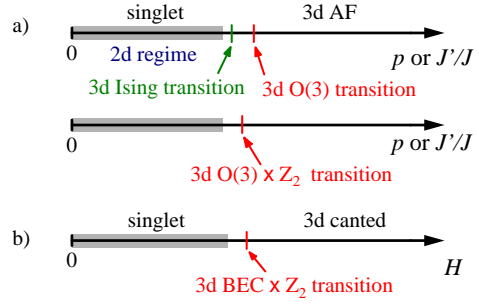 a) singlet 3d AF
0 2d regime p or J'/J
3d Ising transition 3d O(3) transition
0 p or J'/J
3d O(3) x Z₂ transition
b) singlet 3d canted
0 H
3d BEC x Z₂ transition